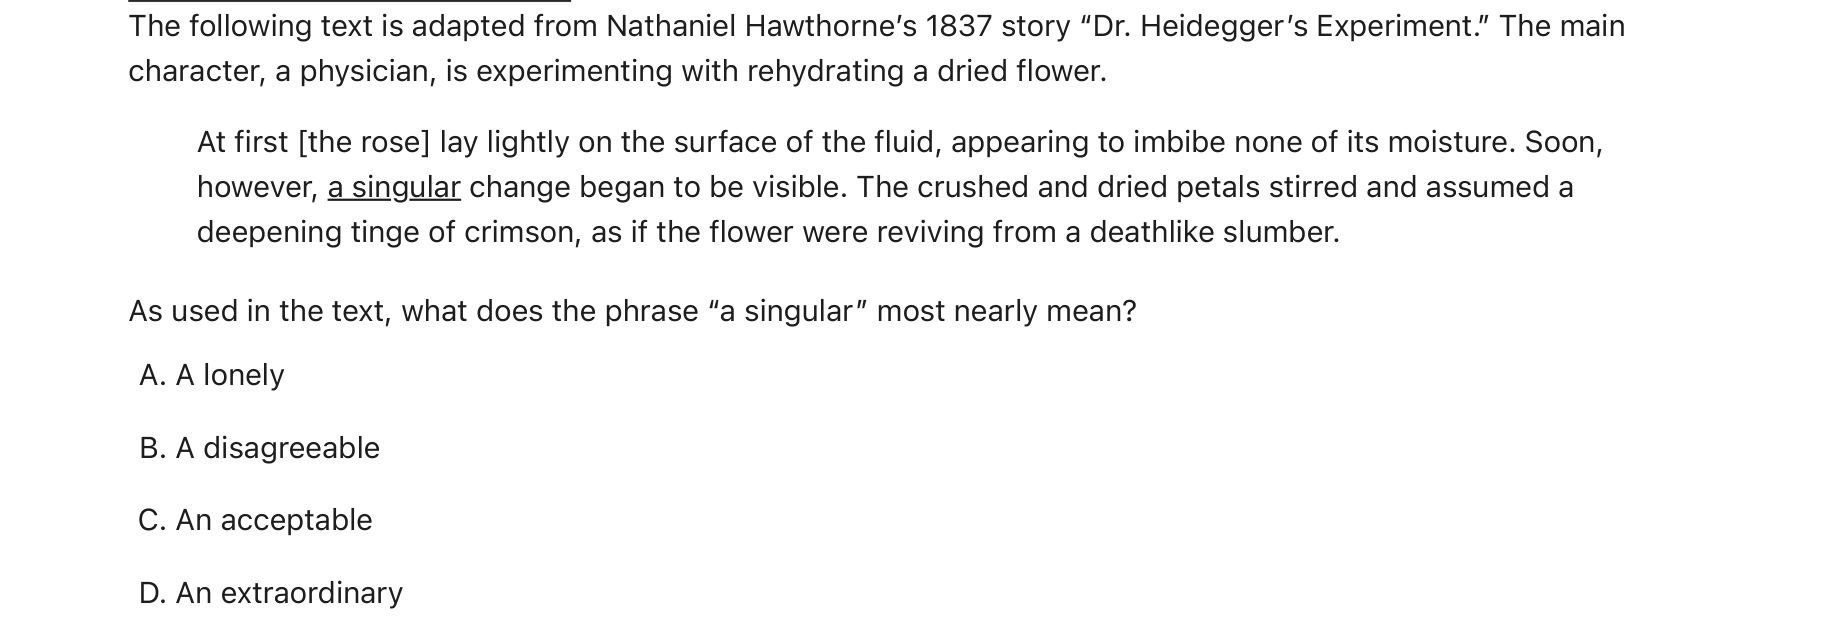 The following text is adapted from Nathaniel Hawthorne’s 1837 story “Dr. Heidegger’s Experiment.” The main
character, a physician, is experimenting with rehydrating a dried flower.
At first [the rose] lay lightly on the surface of the fluid, appearing to imbibe none of its moisture. Soon,
however, a singular change began to be visible. The crushed and dried petals stirred and assumed a
deepening tinge of crimson, as if the flower were reviving from a deathlike slumber.
As used in the text, what does the phrase “a singular” most nearly mean?
A. A lonely
B. A disagreeable
C. An acceptable
D. An extraordinary